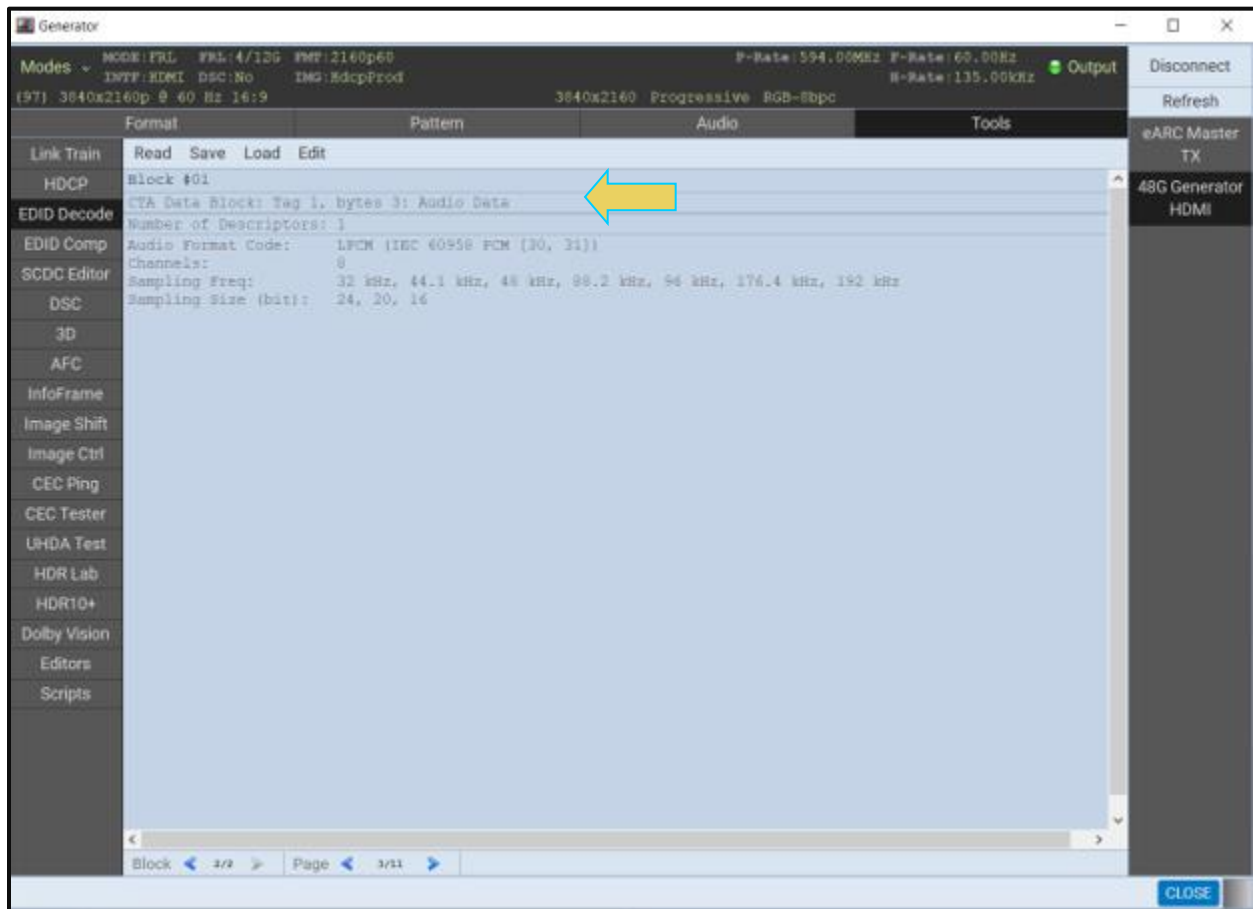 Generator
Modes MODE:FRL FRL:4/12G FMT:2160p60 P-Rate:594.00MHz F-Rate:60.00Hz Output
INTF:HDMI DSC:No IMG:HdcpProd H-Rate:135.00kHz
(97) 3840x2160p @ 60 Hz 16:9 3840x2160 Progressive RGB-8bpc
Disconnect
Refresh
Format Pattern Audio Tools
eARC Master
TX
48G Generator
HDMI
Link Train
HDCP
EDID Decode
EDID Comp
SCDC Editor
DSC
3D
AFC
InfoFrame
Image Shift
Image Ctrl
CEC Ping
CEC Tester
UHDA Test
HDR Lab
HDR10+
Dolby Vision
Editors
Scripts
Read Save Load Edit
Block #01
CTA Data Block: Tag 1, bytes 3: Audio Data
Number of Descriptors: 1
Audio Format Code: LPCM (IEC 60958 PCM [30, 31])
Channels: 8
Sampling Freq: 32 kHz, 44.1 kHz, 48 kHz, 88.2 kHz, 96 kHz, 176.4 kHz, 192 kHz
Sampling Size (bit): 24, 20, 16
Block 2/2 Page 3/11
CLOSE